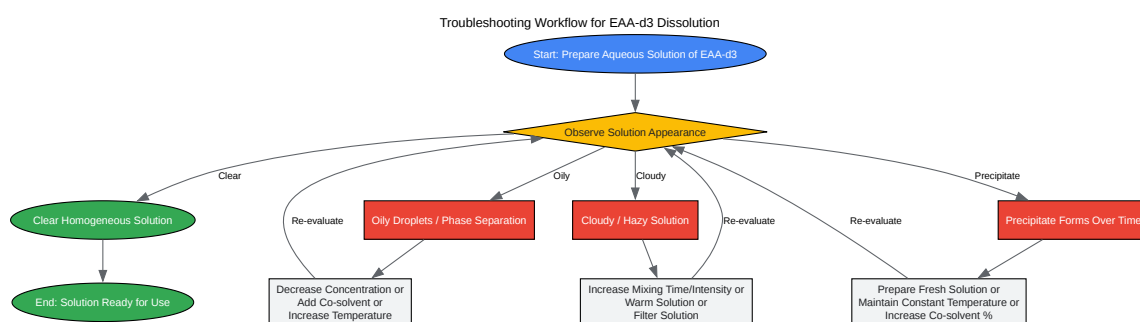 Troubleshooting Workflow for EAA-d3 Dissolution
Start: Prepare Aqueous Solution of EAA-d3
Observe Solution Appearance
Clear
Oily
Cloudy
Precipitate
Clear Homogeneous Solution
Re-evaluate
Oily Droplets / Phase Separation
Cloudy / Hazy Solution
Re-evaluate
Re-evaluate
Precipitate Forms Over Time
End: Solution Ready for Use
Decrease Concentration or
Add Co-solvent or
Increase Temperature
Increase Mixing Time/Intensity or
Warm Solution or
Filter Solution
Prepare Fresh Solution or
Maintain Constant Temperature or
Increase Co-solvent %